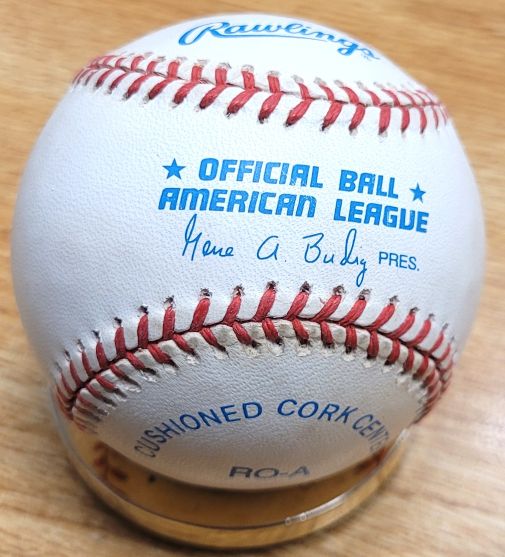 Rawlings®
★ OFFICIAL BALL ★
AMERICAN LEAGUE
Gene A. Budig PRES.
CUSHIONED CORK CENTER
RO-A